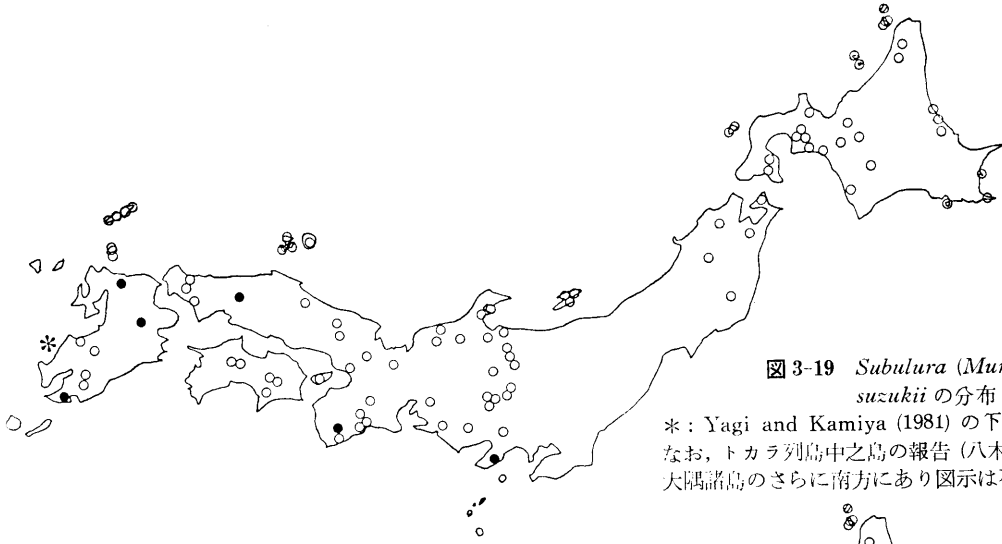 図 3-19 Subulura (Mur
suzukii の分布
*: Yagi and Kamiya (1981) の下
なお, トカラ列島中之島の報告 (八木
大隅諸島のさらに南方にあり図示は